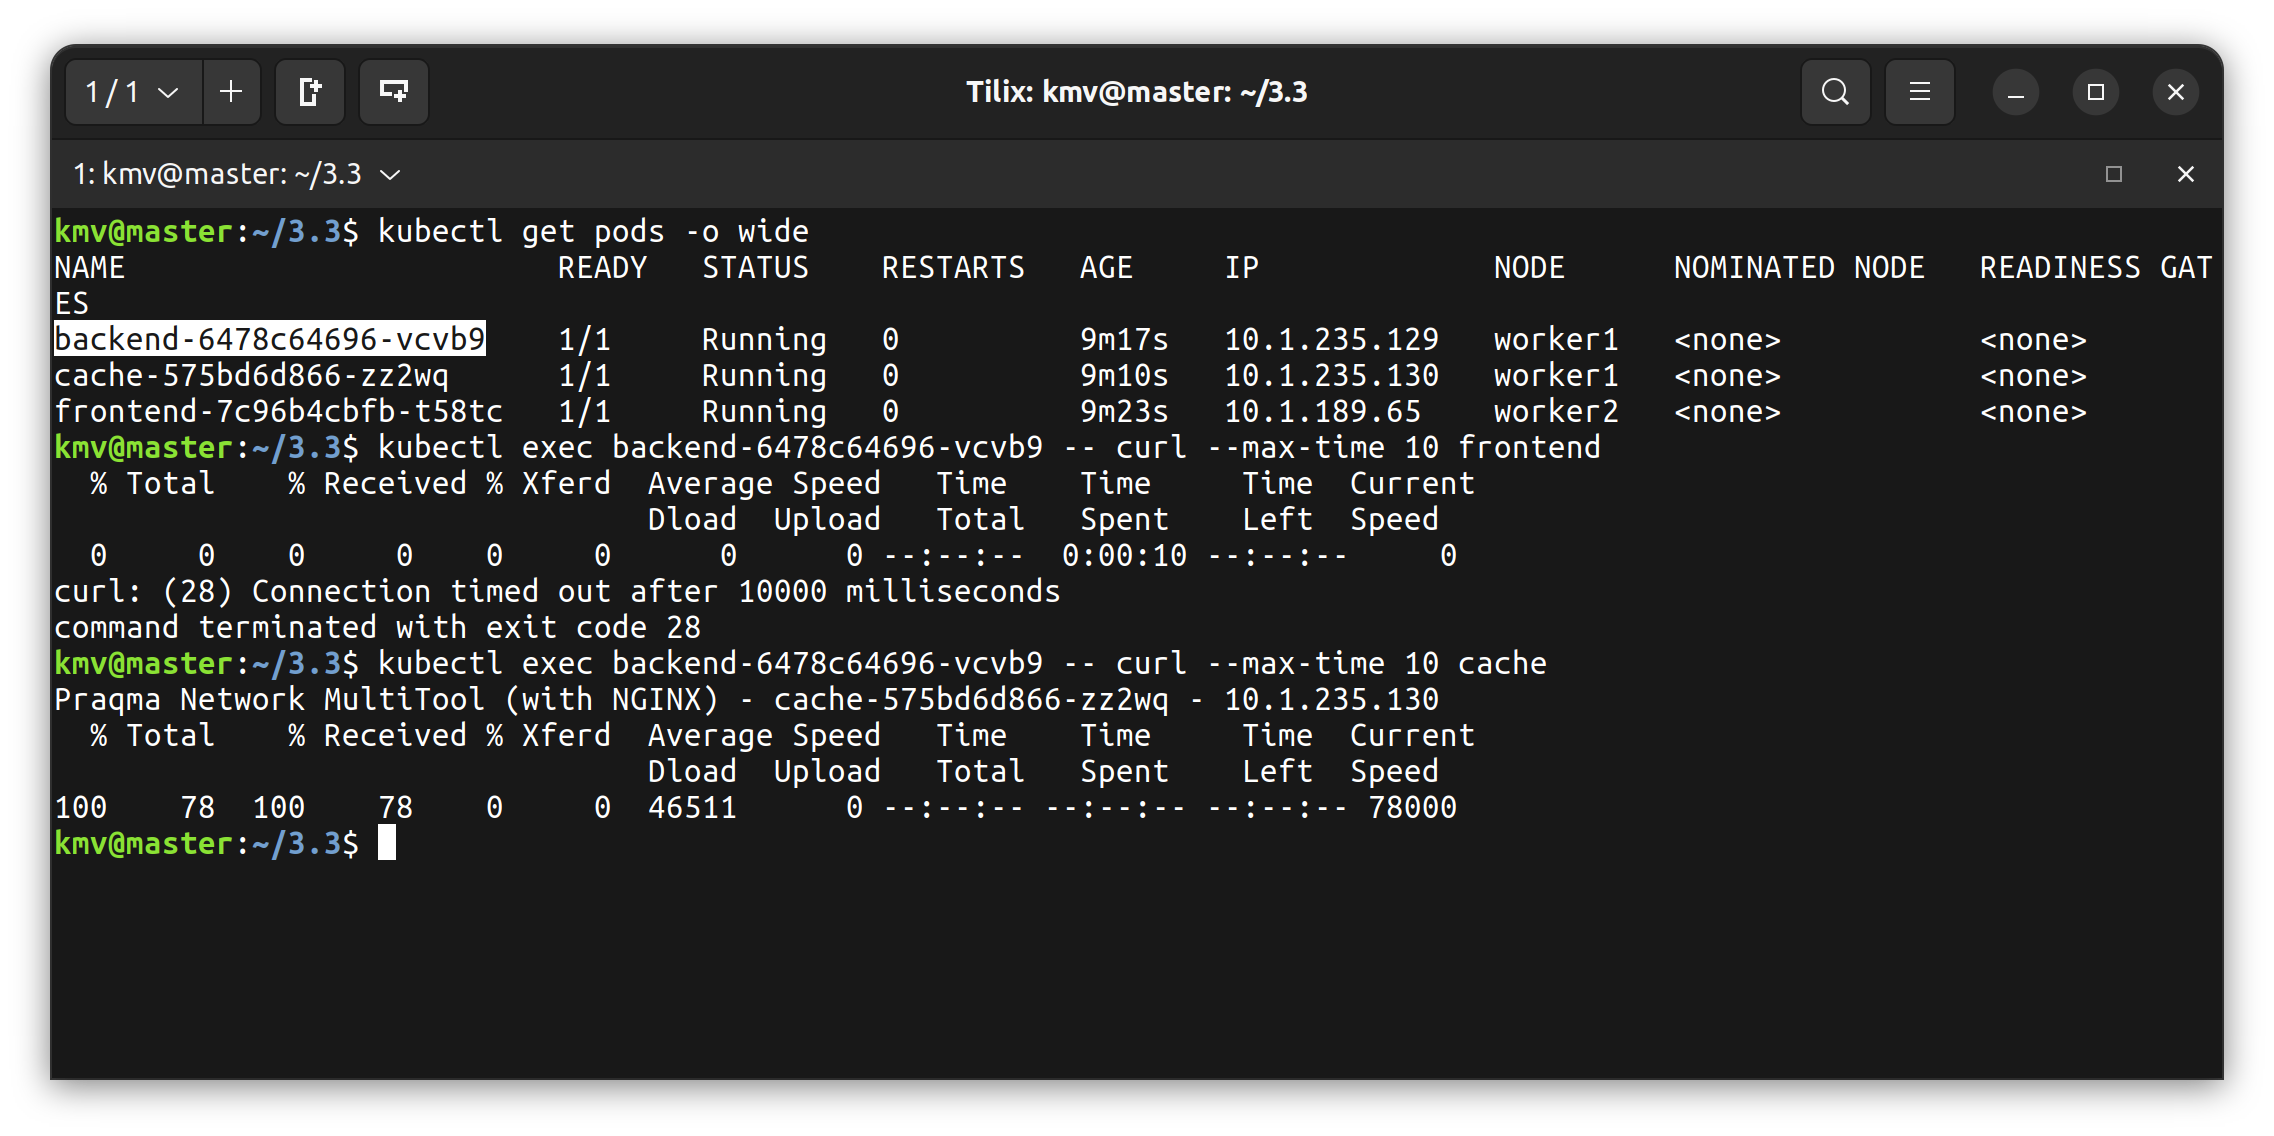 1 / 1
Tilix: kmv@master: ~/3.3
1: kmv@master: ~/3.3
kmv@master:~/3.3$ kubectl get pods -o wide
NAME                        READY   STATUS    RESTARTS   AGE     IP             NODE      NOMINATED NODE   READINESS GAT
ES
backend-6478c64696-vcvb9    1/1     Running   0          9m17s   10.1.235.129   worker1   <none>           <none>
cache-575bd6d866-zz2wq      1/1     Running   0          9m10s   10.1.235.130   worker1   <none>           <none>
frontend-7c96b4cbfb-t58tc   1/1     Running   0          9m23s   10.1.189.65    worker2   <none>           <none>
kmv@master:~/3.3$ kubectl exec backend-6478c64696-vcvb9 -- curl --max-time 10 frontend
  % Total    % Received % Xferd  Average Speed   Time    Time     Time  Current
                                 Dload  Upload   Total   Spent    Left  Speed
  0     0    0     0    0     0      0      0 --:--:--  0:00:10 --:--:--     0
curl: (28) Connection timed out after 10000 milliseconds
command terminated with exit code 28
kmv@master:~/3.3$ kubectl exec backend-6478c64696-vcvb9 -- curl --max-time 10 cache
Praqma Network MultiTool (with NGINX) - cache-575bd6d866-zz2wq - 10.1.235.130
  % Total    % Received % Xferd  Average Speed   Time    Time     Time  Current
                                 Dload  Upload   Total   Spent    Left  Speed
100    78  100    78    0     0  46511      0 --:--:-- --:--:-- --:--:-- 78000
kmv@master:~/3.3$